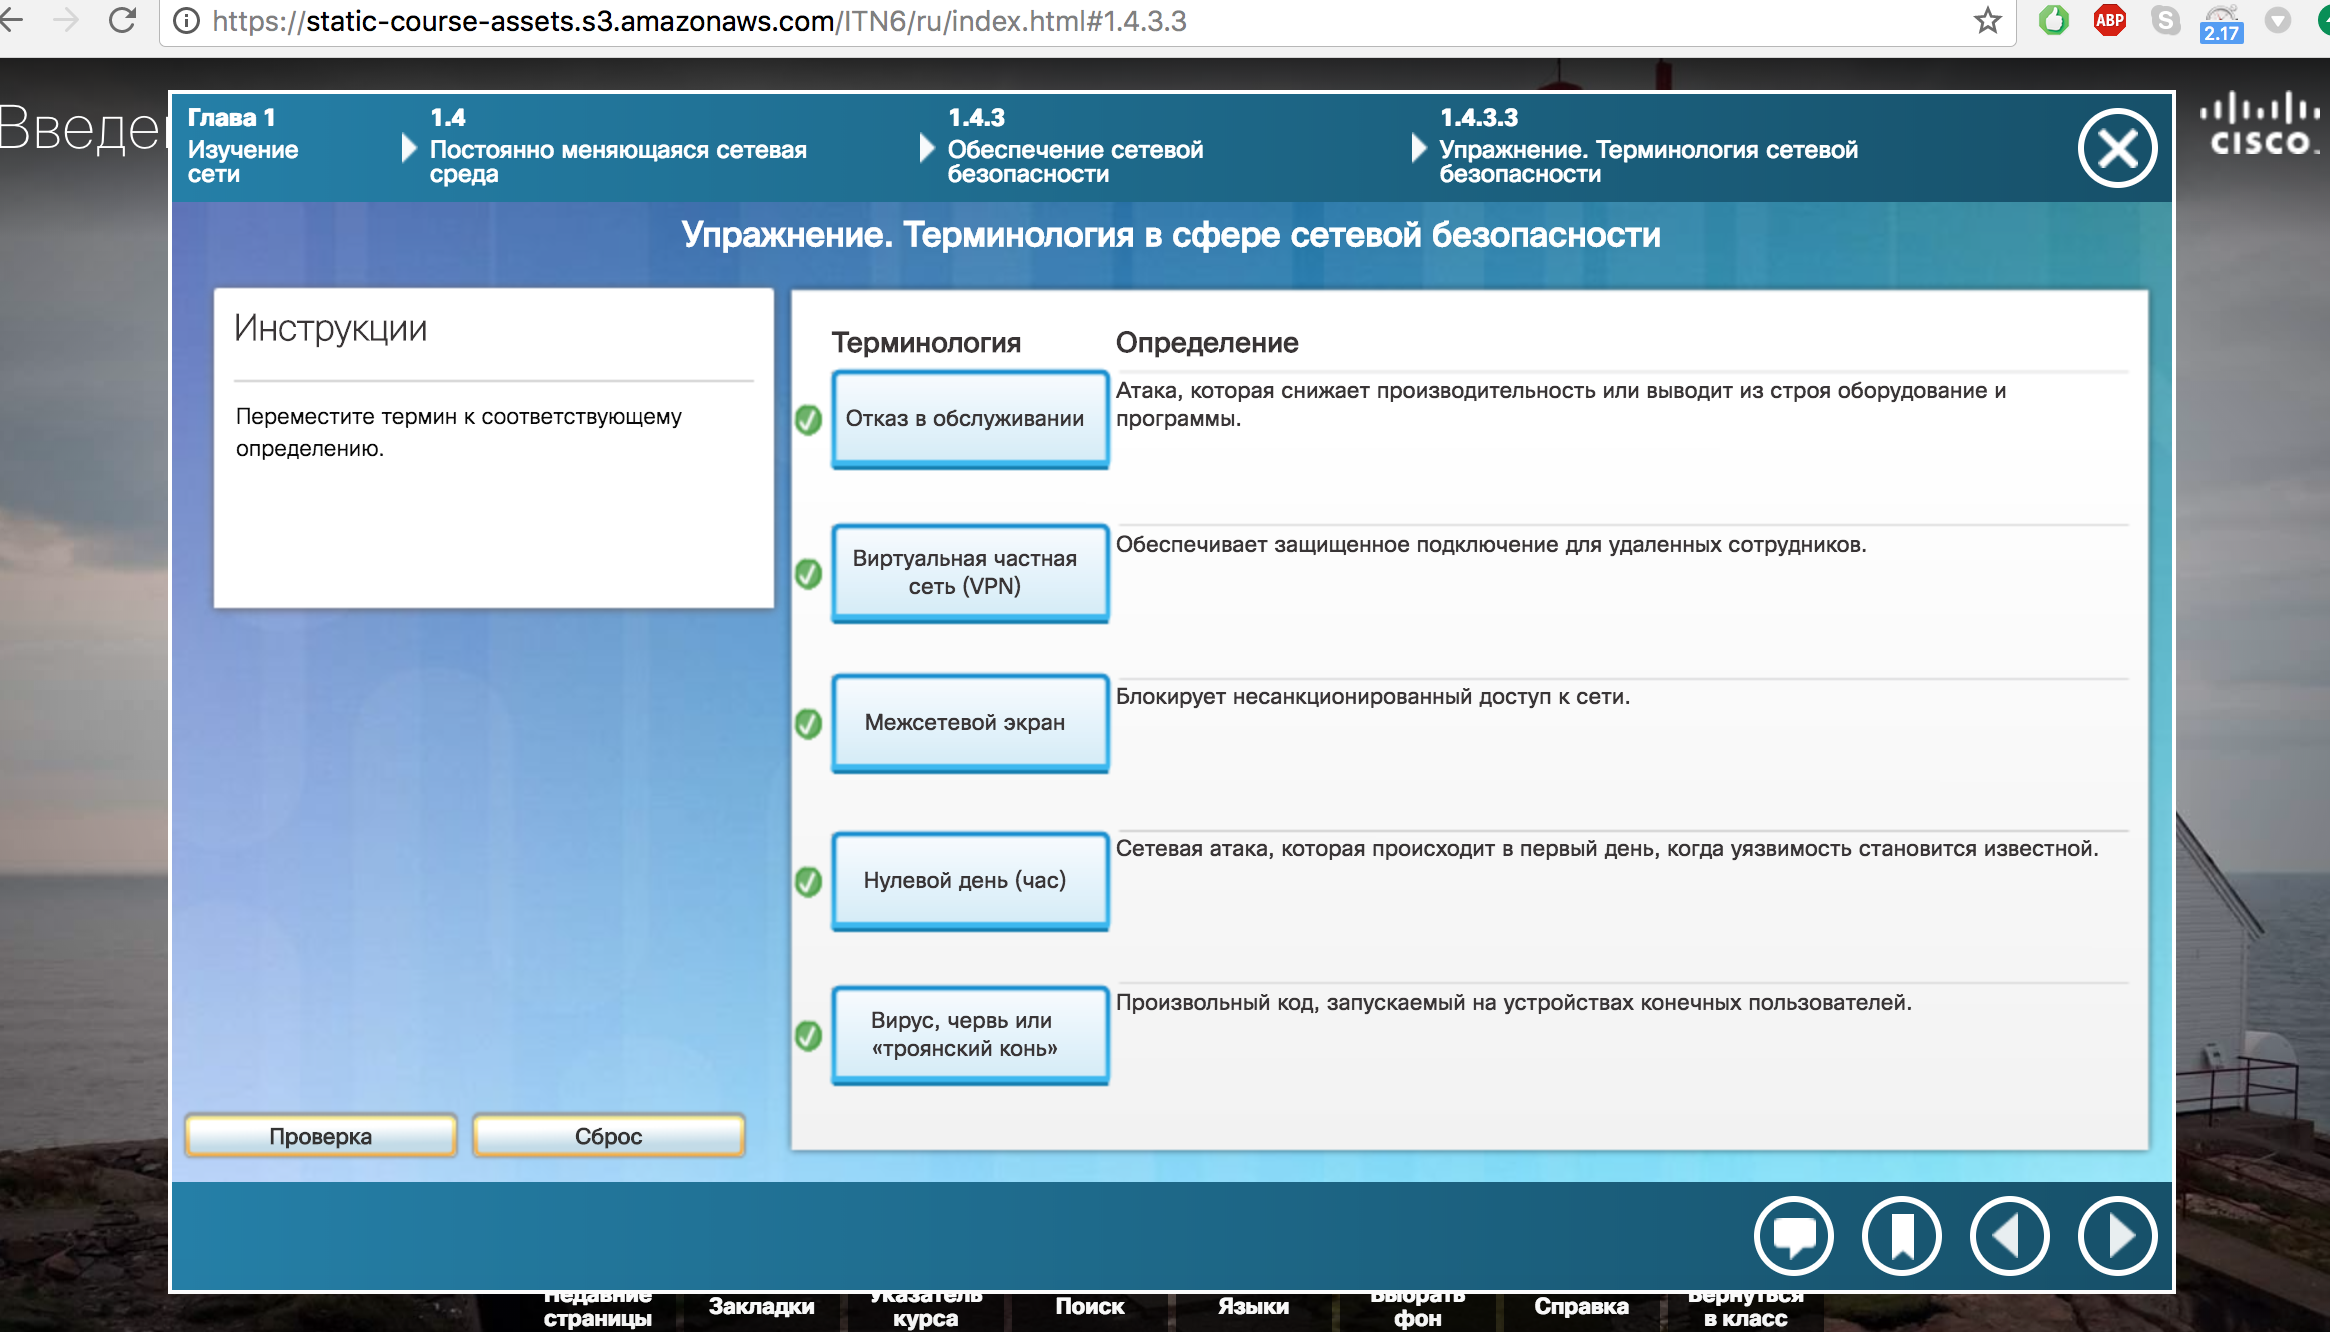 https://static-course-assets.s3.amazonaws.com/ITN6/ru/index.html#1.4.3.3
ABP
S
2.17
Введе
Глава 1
Изучение
сети
1.4
Постоянно меняющаяся сетевая
среда
1.4.3
Обеспечение сетевой
безопасности
1.4.3.3
Упражнение. Терминология сетевой
безопасности
CISCO.
Упражнение. Терминология в сфере сетевой безопасности
Инструкции
Переместите термин к соответствующему
определению.
Терминология
Определение
Отказ в обслуживании
Атака, которая снижает производительность или выводит из строя оборудование и
программы.
Виртуальная частная
сеть (VPN)
Обеспечивает защищенное подключение для удаленных сотрудников.
Межсетевой экран
Блокирует несанкционированный доступ к сети.
Нулевой день (час)
Сетевая атака, которая происходит в первый день, когда уязвимость становится известной.
Вирус, червь или
«троянский конь»
Произвольный код, запускаемый на устройствах конечных пользователей.
Проверка
Сброс
Недавние
страницы
Закладки
Указатель
курса
Поиск
Языки
Выбрать
фон
Справка
Вернуться
в класс